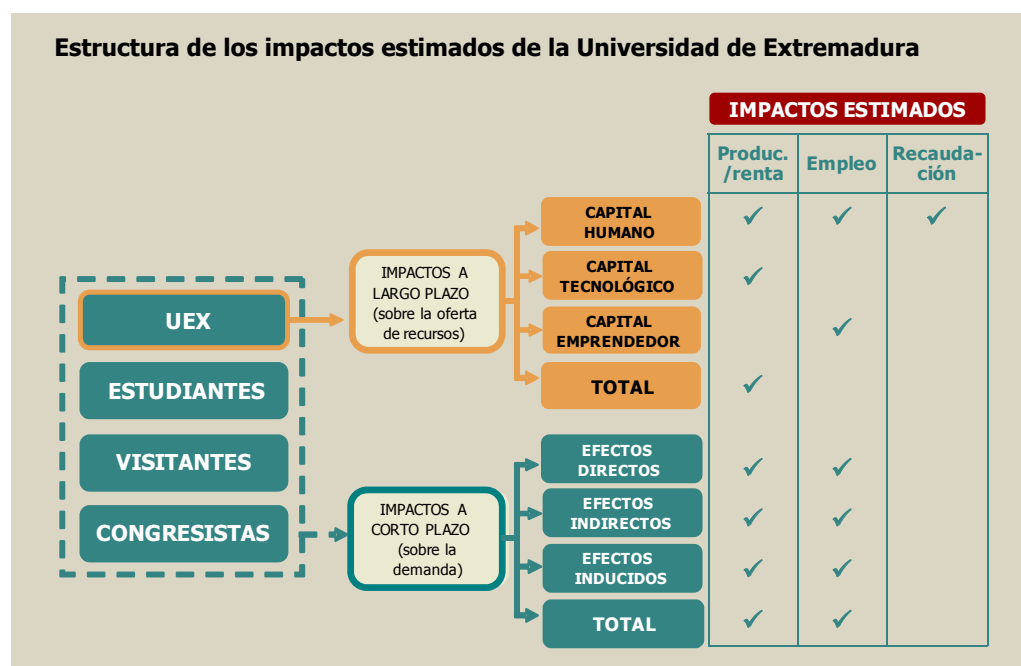 Estructura de los impactos estimados de la Universidad de Extremadura
IMPACTOS ESTIMADOS
Produc.
/renta
Empleo
Recauda-
ción
CAPITAL
HUMANO
✓ ✓ ✓
IMPACTOS A
LARGO PLAZO
(sobre la oferta
de recursos)
CAPITAL
TECNOLÓGICO
✓
UEX
CAPITAL
EMPRENDEDOR
✓
ESTUDIANTES
TOTAL
✓
VISITANTES
EFECTOS
DIRECTOS
✓ ✓
CONGRESISTAS
IMPACTOS A
CORTO PLAZO
(sobre la
demanda)
EFECTOS
INDIRECTOS
✓ ✓
EFECTOS
INDUCIDOS
✓ ✓
TOTAL
✓ ✓